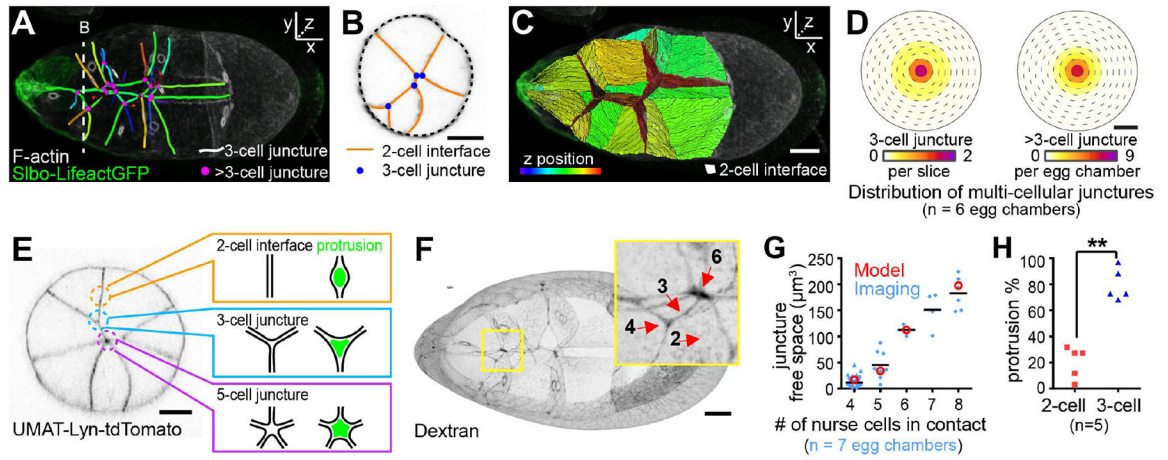 A
B
y
z
x
F-actin
Slbo-LifeactGFP
3-cell juncture
>3-cell juncture
B
2-cell interface
3-cell juncture
C
y
z
x
z position
2-cell interface
D
3-cell juncture
0 2
per slice
>3-cell juncture
0 9
per egg chamber
Distribution of multi-cellular junctures
(n = 6 egg chambers)
E
2-cell interface protrusion
3-cell juncture
5-cell juncture
UMAT-Lyn-tdTomato
F
6
3
4
2
Dextran
G
Model
Imaging
juncture
free space (µm³)
250
200
150
100
50
0
4 5 6 7 8
# of nurse cells in contact
(n = 7 egg chambers)
H
**
protrusion %
100
80
60
40
20
0
2-cell 3-cell
(n=5)